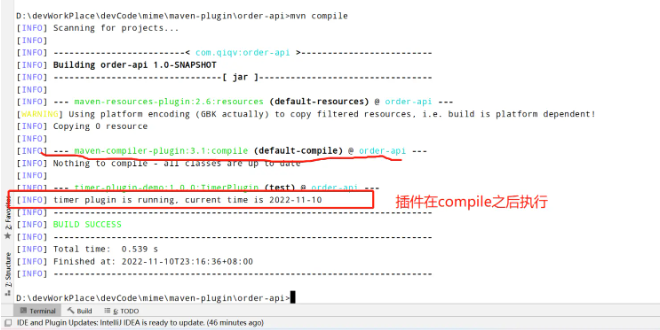 D:\devWorkPlace\devCode\mime\maven-plugin\order-api>mvn compile
[INFO] Scanning for projects...
[INFO]
[INFO] -------------------------< com.qiqv:order-api >-------------------------
[INFO] Building order-api 1.0-SNAPSHOT
[INFO] --------------------------------[ jar ]---------------------------------
[INFO]
[INFO] --- maven-resources-plugin:2.6:resources (default-resources) @ order-api ---
[WARNING] Using platform encoding (GBK actually) to copy filtered resources, i.e. build is platform dependent!
[INFO] Copying 0 resource
[INFO]
[INFO] --- maven-compiler-plugin:3.1:compile (default-compile) @ order-api ---
[INFO] Nothing to compile - all classes are up to date
[INFO]
[INFO] --- timer-plugin-demo:1.0.0:TimerPlugin (test) @ order-api ---
[INFO] timer plugin is running, current time is 2022-11-10
插件在compile之后执行
[INFO] ------------------------------------------------------------------------
[INFO] BUILD SUCCESS
[INFO] ------------------------------------------------------------------------
[INFO] Total time:  0.539 s
[INFO] Finished at: 2022-11-10T23:16:36+08:00
[INFO] ------------------------------------------------------------------------
D:\devWorkPlace\devCode\mime\maven-plugin\order-api>
2: Favorites
7: Structure
Terminal
Build
6: TODO
IDE and Plugin Updates: IntelliJ IDEA is ready to update. (46 minutes ago)